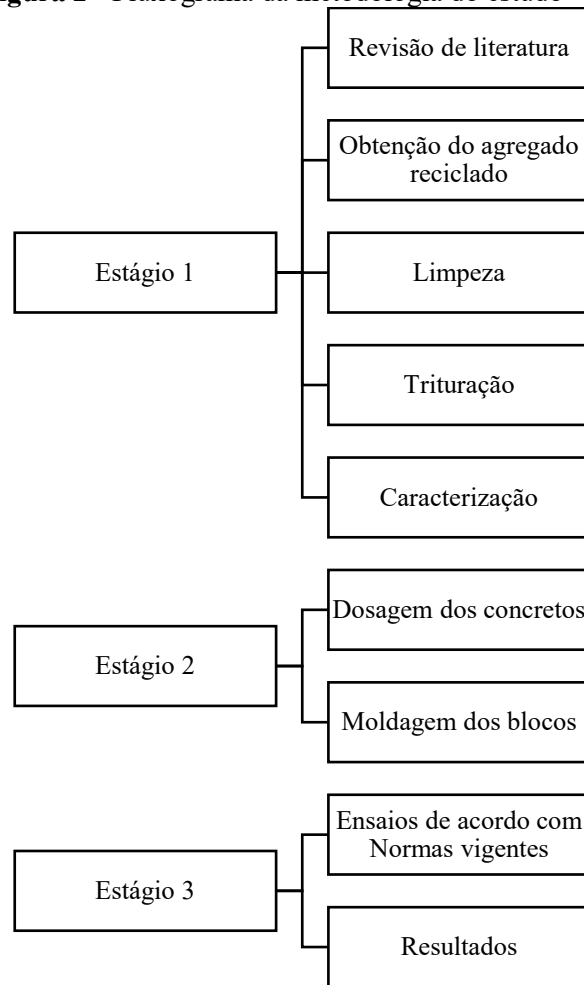 Revisão de literatura
Obtenção do agregado
reciclado
Estágio 1
Limpeza
Trituração
Caracterização
Dosagem dos concretos
Estágio 2
Moldagem dos blocos
Ensaios de acordo com
Normas vigentes
Estágio 3
Resultados